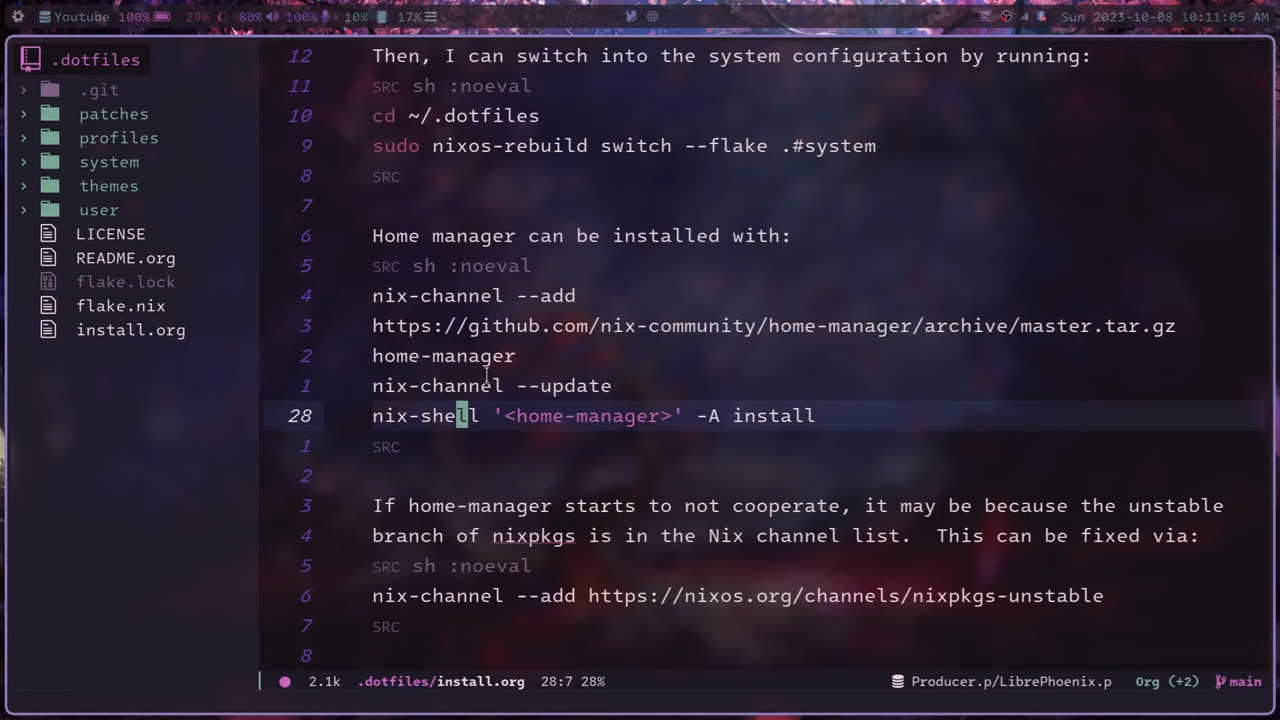 Youtube 100% 29% 80% 100% 10% 17% Sun 2023-10-08 10:11:05 AM
.dotfiles
.git
patches
profiles
system
themes
user
LICENSE
README.org
flake.lock
flake.nix
install.org
12 Then, I can switch into the system configuration by running:
11 SRC sh :noeval
10 cd ~/.dotfiles
9 sudo nixos-rebuild switch --flake .#system
8 SRC
7
6 Home manager can be installed with:
5 SRC sh :noeval
4 nix-channel --add
3 https://github.com/nix-community/home-manager/archive/master.tar.gz
2 home-manager
1 nix-channel --update
28 nix-shell '<home-manager>' -A install
1 SRC
2
3 If home-manager starts to not cooperate, it may be because the unstable
4 branch of nixpkgs is in the Nix channel list.  This can be fixed via:
5 SRC sh :noeval
6 nix-channel --add https://nixos.org/channels/nixpkgs-unstable
7 SRC
8
2.1k .dotfiles/install.org 28:7 28% Producer.p/LibrePhoenix.p Org (+2) main